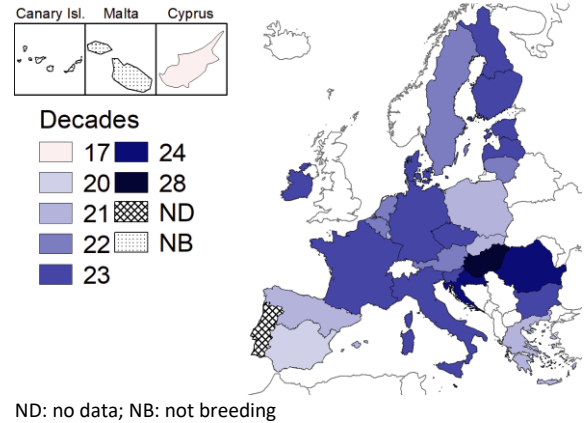 Canary Isl. Malta Cyprus
Decades
17 24
20 28
21 ND
22 NB
23
ND: no data; NB: not breeding